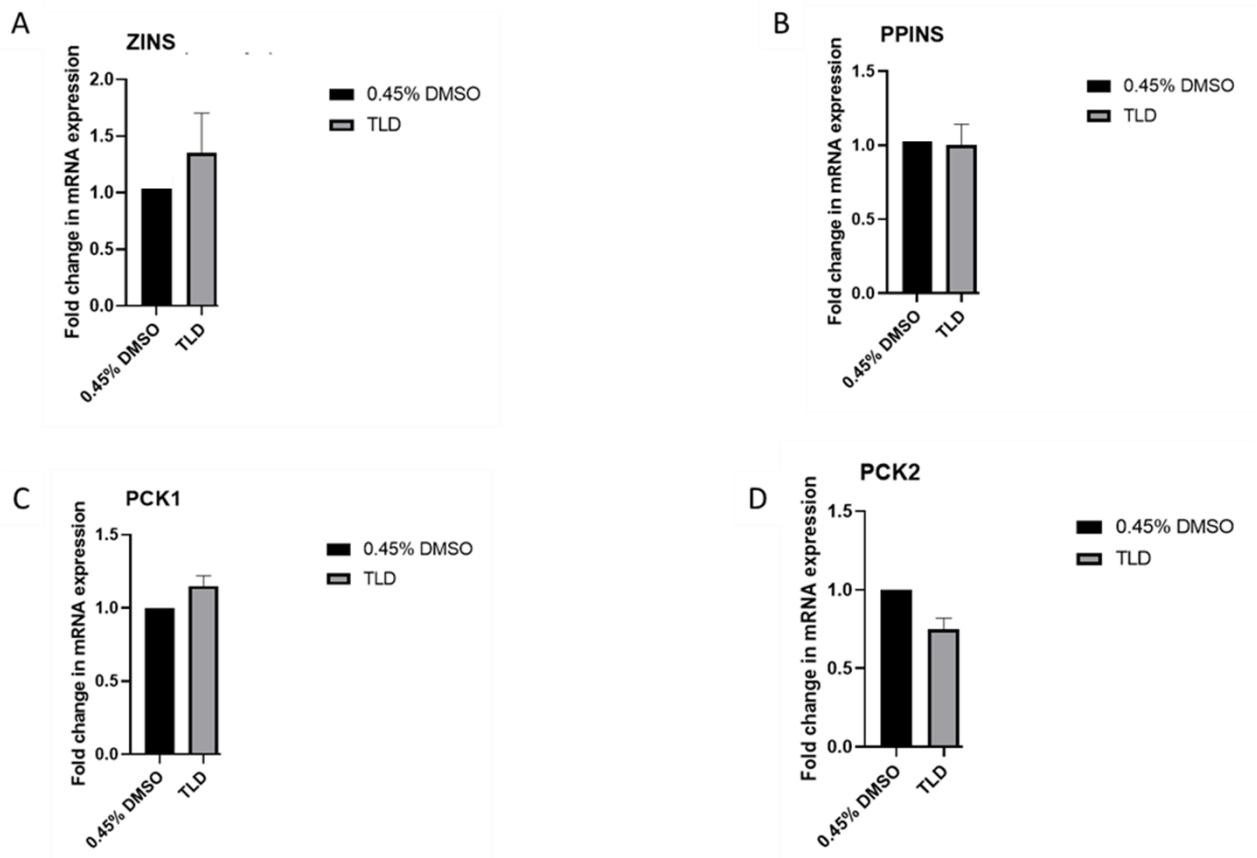 A
ZINS
Fold change in mRNA expression
2.0
1.5
1.0
0.5
0.0
0.45% DMSO
TLD
0.45% DMSO
TLD
B
PPINS
Fold change in mRNA expression
1.5
1.0
0.5
0.0
0.45% DMSO
TLD
0.45% DMSO
TLD
C
PCK1
Fold change in mRNA expression
1.5
1.0
0.5
0.0
0.45% DMSO
TLD
0.45% DMSO
TLD
D
PCK2
Fold change in mRNA expression
1.5
1.0
0.5
0.0
0.45% DMSO
TLD
0.45% DMSO
TLD